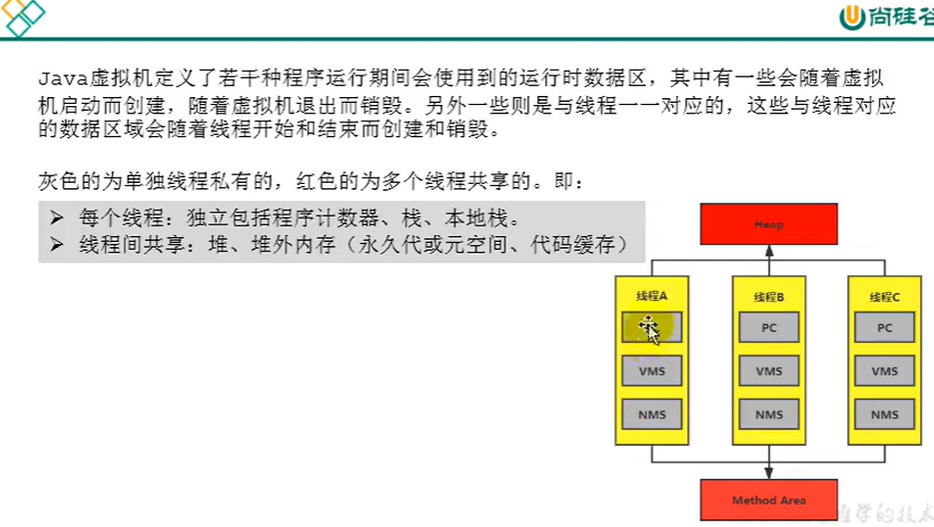 尚硅谷
Java虚拟机定义了若干种程序运行期间会使用到的运行时数据区，其中有一些会随着虚拟
机启动而创建，随着虚拟机退出而销毁。另外一些则是与线程一一对应的，这些与线程对应
的数据区域会随着线程开始和结束而创建和销毁。
灰色的为单独线程私有的，红色的为多个线程共享的。即：
➢ 每个线程：独立包括程序计数器、栈、本地栈。
➢ 线程间共享：堆、堆外内存（永久代或元空间、代码缓存）
Heap
线程A
线程B
线程C
PC
PC
VMS
VMS
VMS
NMS
NMS
NMS
Method Area
学的技术